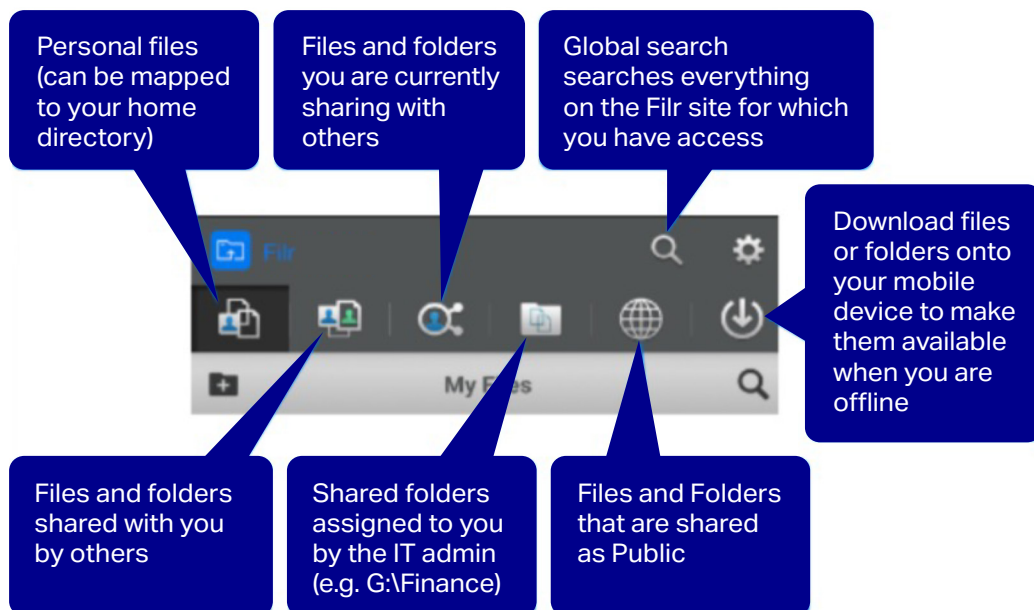 Personal files
(can be mapped
to your home
directory)
Files and folders
you are currently
sharing with
others
Global search
searches everything
on the Filr site for which
you have access
Download files
or folders onto
your mobile
device to make
them available
when you are
offline
Filr
My Files
Files and folders
shared with you
by others
Shared folders
assigned to you
by the IT admin
(e.g. G:\Finance)
Files and Folders
that are shared
as Public